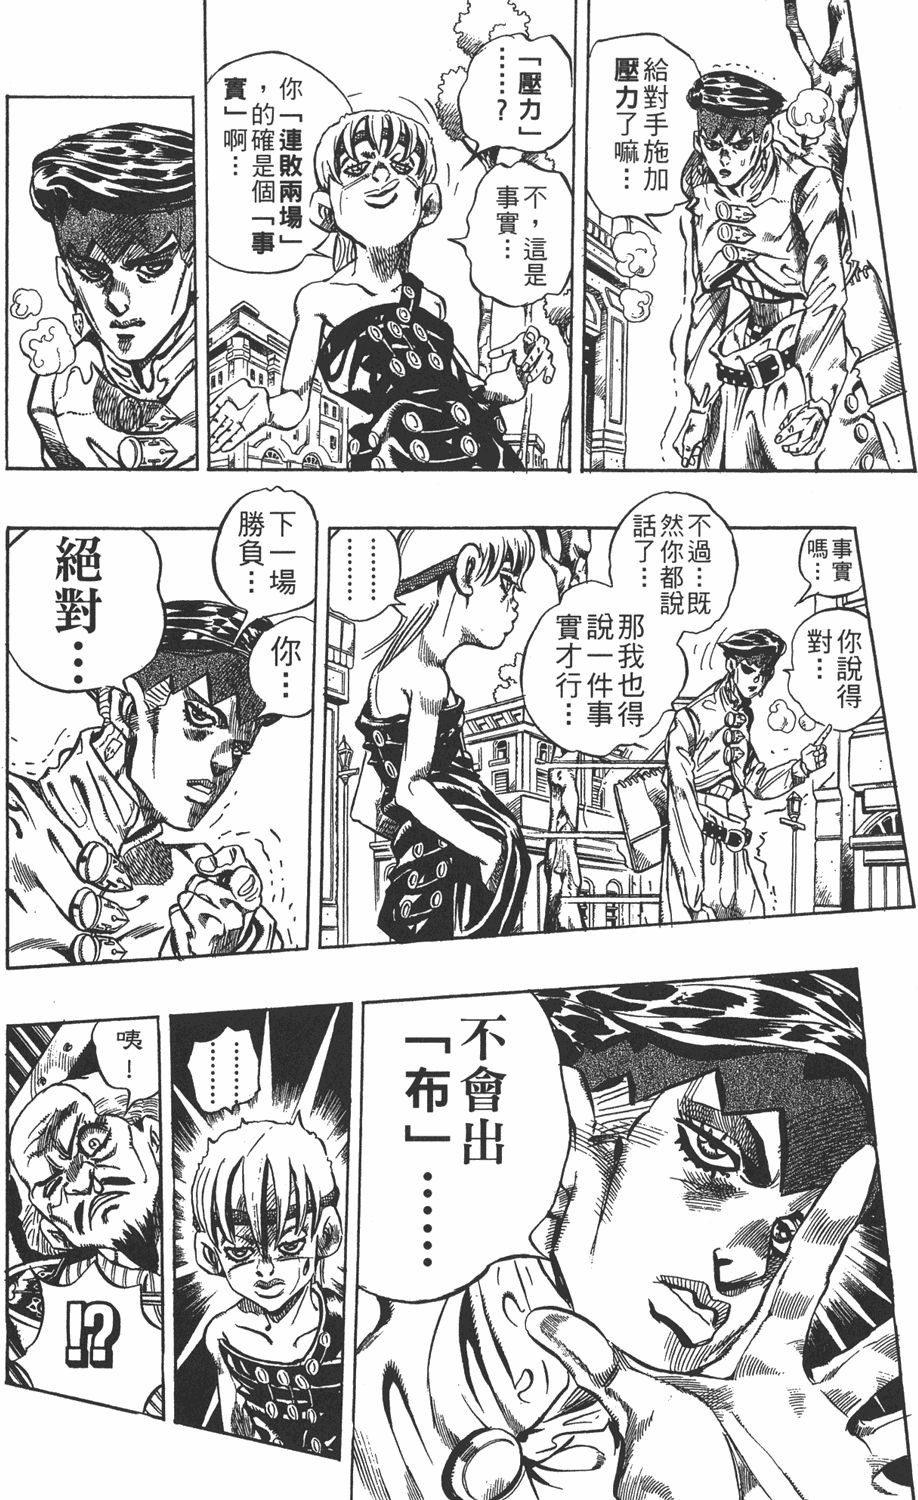 給對手施加
壓力了嘛…
「壓力」
……?
不，這是
事實…
你「連敗兩場」
，的確是個「事
實」啊…
事實
嗎…
你說得
對…
不過…既
然你都說
話了…
那我也得
說一件事
實才行…
……
下一場
勝負…
你…
絕對…
不會出
「布」……
……
咦！
!?